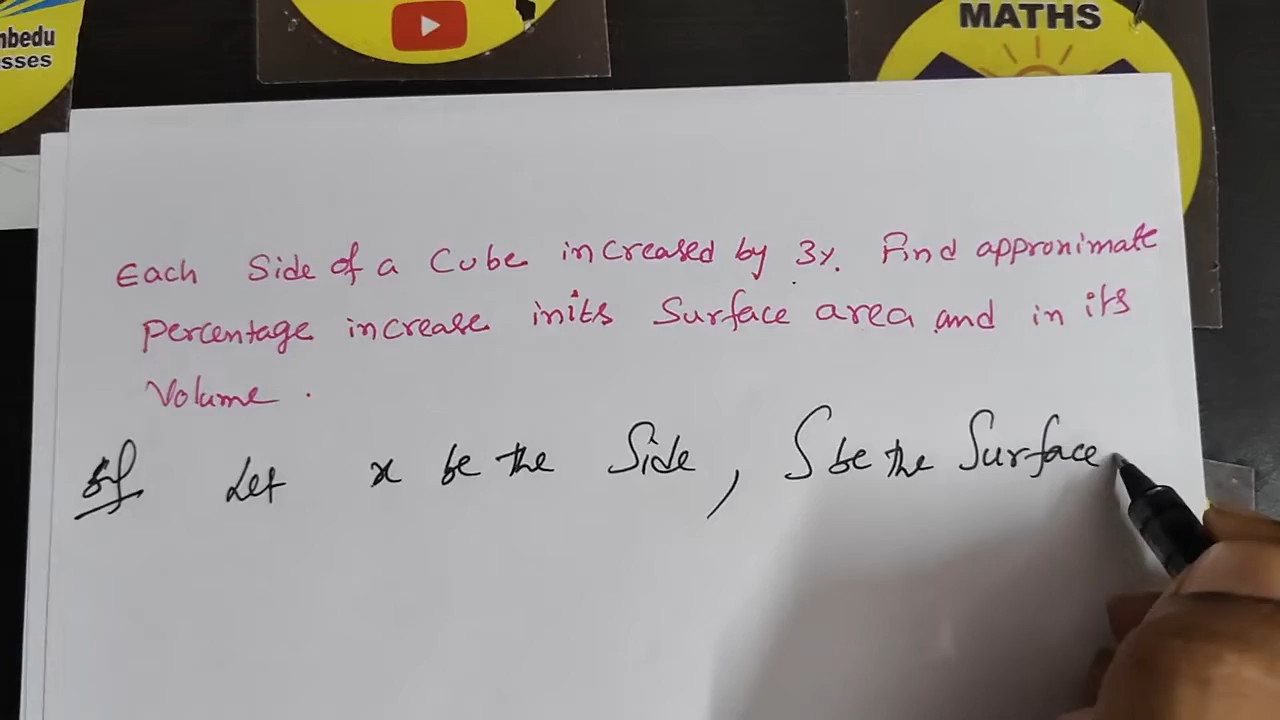 nbedu
sses
MATHS
Each Side of a Cube increased by 3%. Find approximate
percentage increase in its Surface area and in its
Volume.
Sol Let x be the Side, S be the Surface